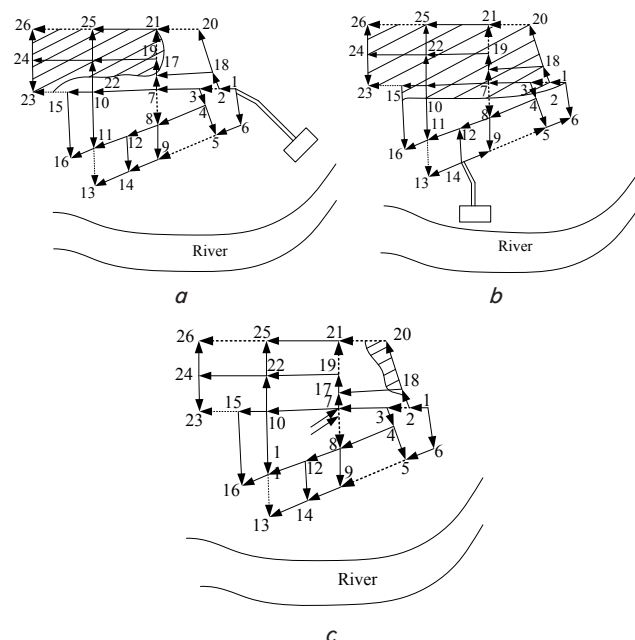 26 25 21 20
24 19 17 18
23 15 22 10 7 3 2 1
16 11 12 8 4 5 6
13 14 9
River
a
26 25 21 20
24 22 19 18
23 15 10 7 3 2 1
16 11 12 8 4 5 6
13 14 9
River
b
26 25 21 20
24 22 19
23 15 10 17 7 18 3 2 1
16 1 1 12 8 4 5 6
13 14 9
River
c